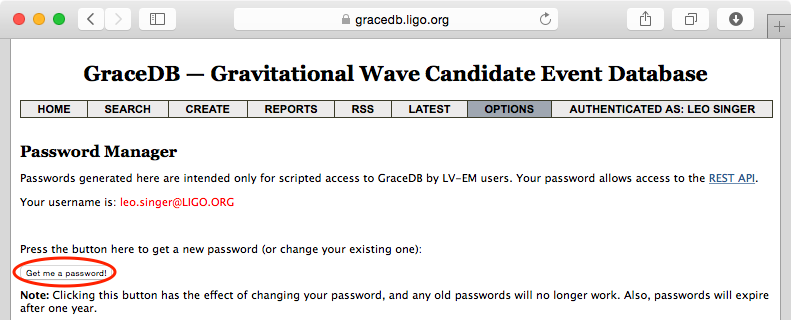 gracedb.ligo.org
GraceDB — Gravitational Wave Candidate Event Database
HOME SEARCH CREATE REPORTS RSS LATEST OPTIONS AUTHENTICATED AS: LEO SINGER
Password Manager
Passwords generated here are intended only for scripted access to GraceDB by LV-EM users. Your password allows access to the REST API.
Your username is: leo.singer@LIGO.ORG
Press the button here to get a new password (or change your existing one):
Get me a password!
Note: Clicking this button has the effect of changing your password, and any old passwords will no longer work. Also, passwords will expire
after one year.